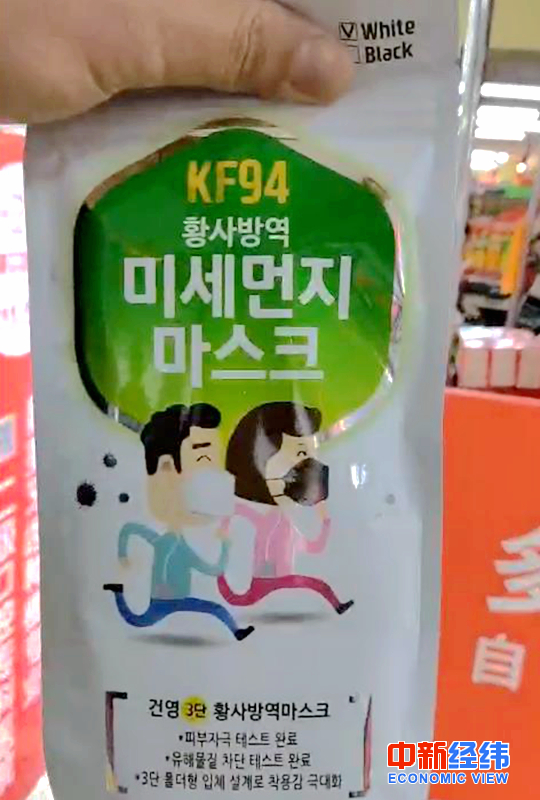 White
Black
KF94
황사방역
미세먼지
마스크
건영 3단 황사방역마스크
*피부자극 테스트 완료
*유해물질 차단 테스트 완료
*3단 폴더형 입체 설계로 착용감 극대화
自
中新经纬
ECONOMIC VIEW